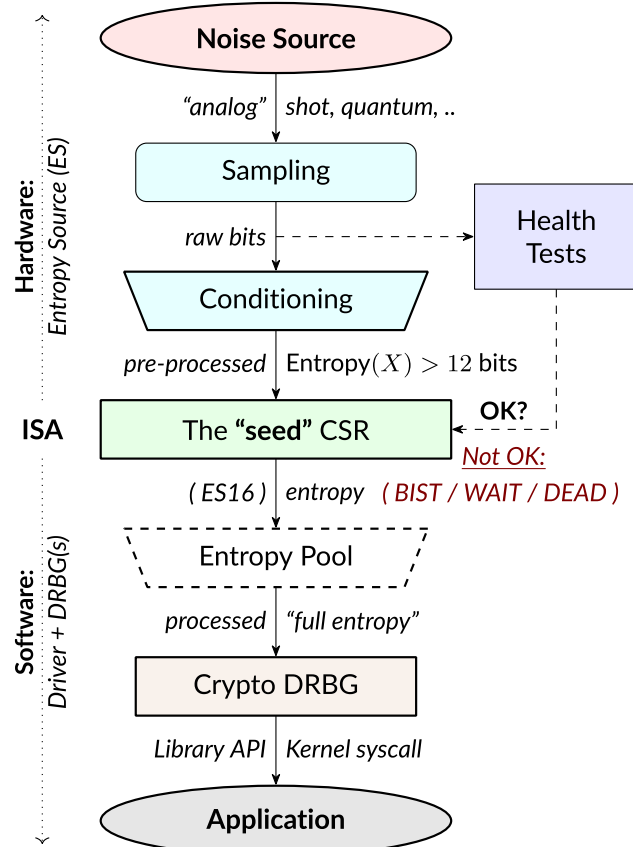 Noise Source
“analog” shot, quantum, ..
Sampling
raw bits
Health
Tests
Conditioning
pre-processed Entropy(X) > 12 bits
The “seed” CSR
OK?
Not OK:
( ES16 ) entropy ( BIST / WAIT / DEAD )
Entropy Pool
processed “full entropy”
Crypto DRBG
Library API Kernel syscall
Application
Hardware:
Entropy Source (ES)
ISA
Software:
Driver + DRBG(s)